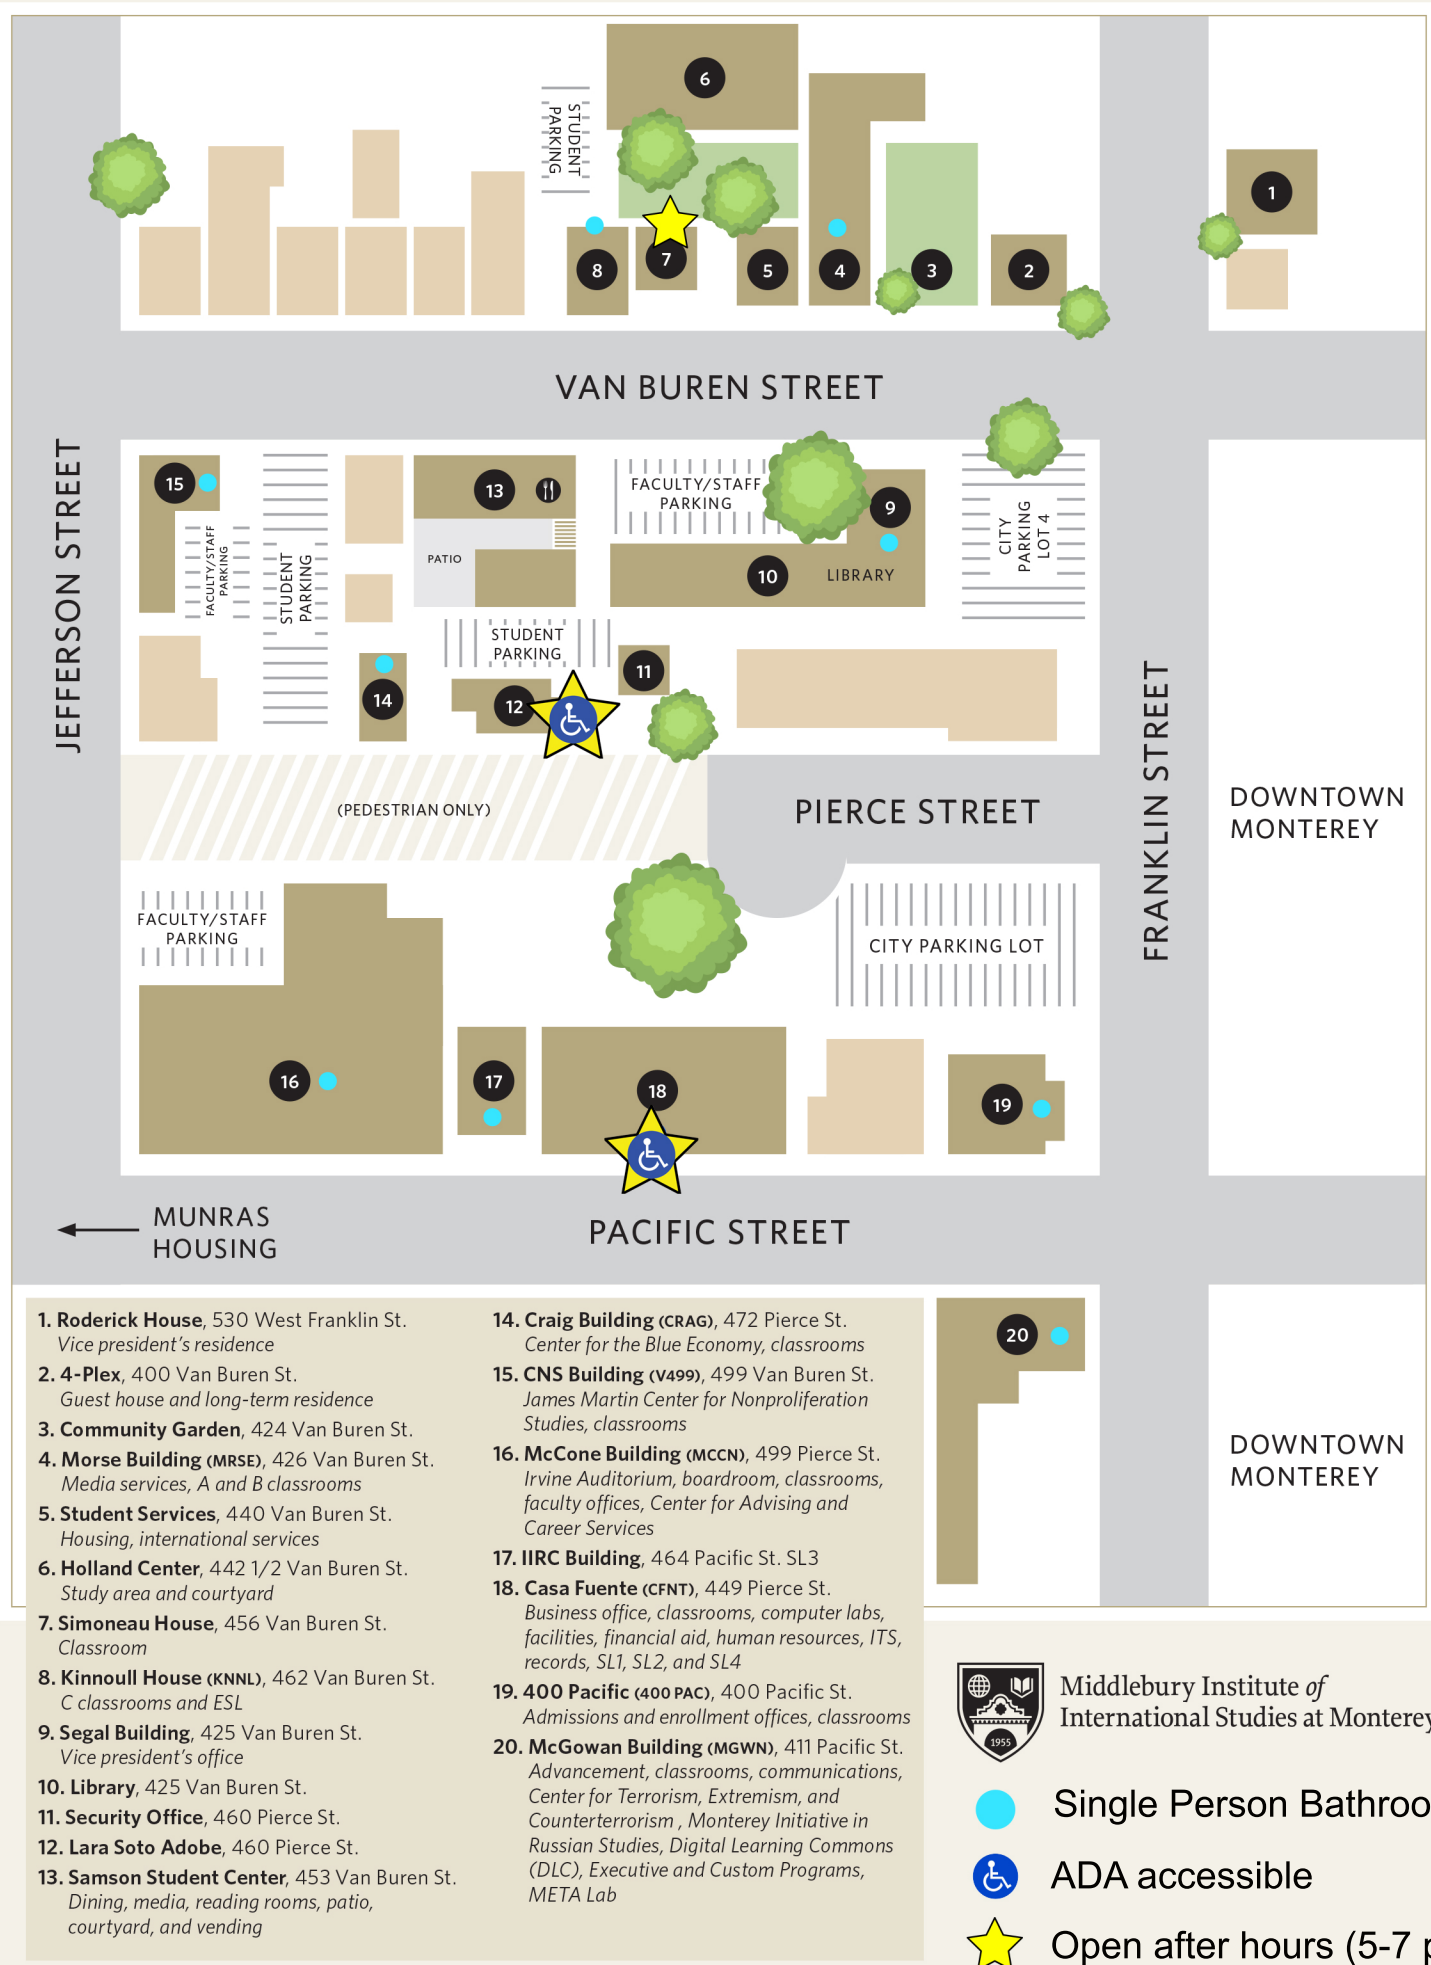 6
STUDENT
PARKING
1
8
7
5
4
3
2
VAN BUREN STREET
JEFFERSON STREET
15
FACULTY/STAFF
PARKING
STUDENT
PARKING
13
PATIO
FACULTY/STAFF
PARKING
9
10
LIBRARY
CITY
PARKING
LOT 4
STUDENT
PARKING
14
12
11
FRANKLIN STREET
(PEDESTRIAN ONLY)
PIERCE STREET
DOWNTOWN
MONTEREY
FACULTY/STAFF
PARKING
CITY PARKING LOT
16
17
18
19
MUNRAS
HOUSING
PACIFIC STREET
20
DOWNTOWN
MONTEREY
1. Roderick House, 530 West Franklin St.
Vice president's residence
2. 4-Plex, 400 Van Buren St.
Guest house and long-term residence
3. Community Garden, 424 Van Buren St.
4. Morse Building (MRSE), 426 Van Buren St.
Media services, A and B classrooms
5. Student Services, 440 Van Buren St.
Housing, international services
6. Holland Center, 442 1/2 Van Buren St.
Study area and courtyard
7. Simoneau House, 456 Van Buren St.
Classroom
8. Kinnoull House (KNNL), 462 Van Buren St.
C classrooms and ESL
9. Segal Building, 425 Van Buren St.
Vice president's office
10. Library, 425 Van Buren St.
11. Security Office, 460 Pierce St.
12. Lara Soto Adobe, 460 Pierce St.
13. Samson Student Center, 453 Van Buren St.
Dining, media, reading rooms, patio,
courtyard, and vending
14. Craig Building (CRAG), 472 Pierce St.
Center for the Blue Economy, classrooms
15. CNS Building (V499), 499 Van Buren St.
James Martin Center for Nonproliferation
Studies, classrooms
16. McCone Building (MCCN), 499 Pierce St.
Irvine Auditorium, boardroom, classrooms,
faculty offices, Center for Advising and
Career Services
17. IIRC Building, 464 Pacific St. SL3
18. Casa Fuente (CFNT), 449 Pierce St.
Business office, classrooms, computer labs,
facilities, financial aid, human resources, ITS,
records, SL1, SL2, and SL4
19. 400 Pacific (400 PAC), 400 Pacific St.
Admissions and enrollment offices, classrooms
20. McGowan Building (MGWN), 411 Pacific St.
Advancement, classrooms, communications,
Center for Terrorism, Extremism, and
Counterterrorism , Monterey Initiative in
Russian Studies, Digital Learning Commons
(DLC), Executive and Custom Programs,
META Lab
1955
Middlebury Institute of
International Studies at Monterey
Single Person Bathroo
ADA accessible
Open after hours (5-7 p